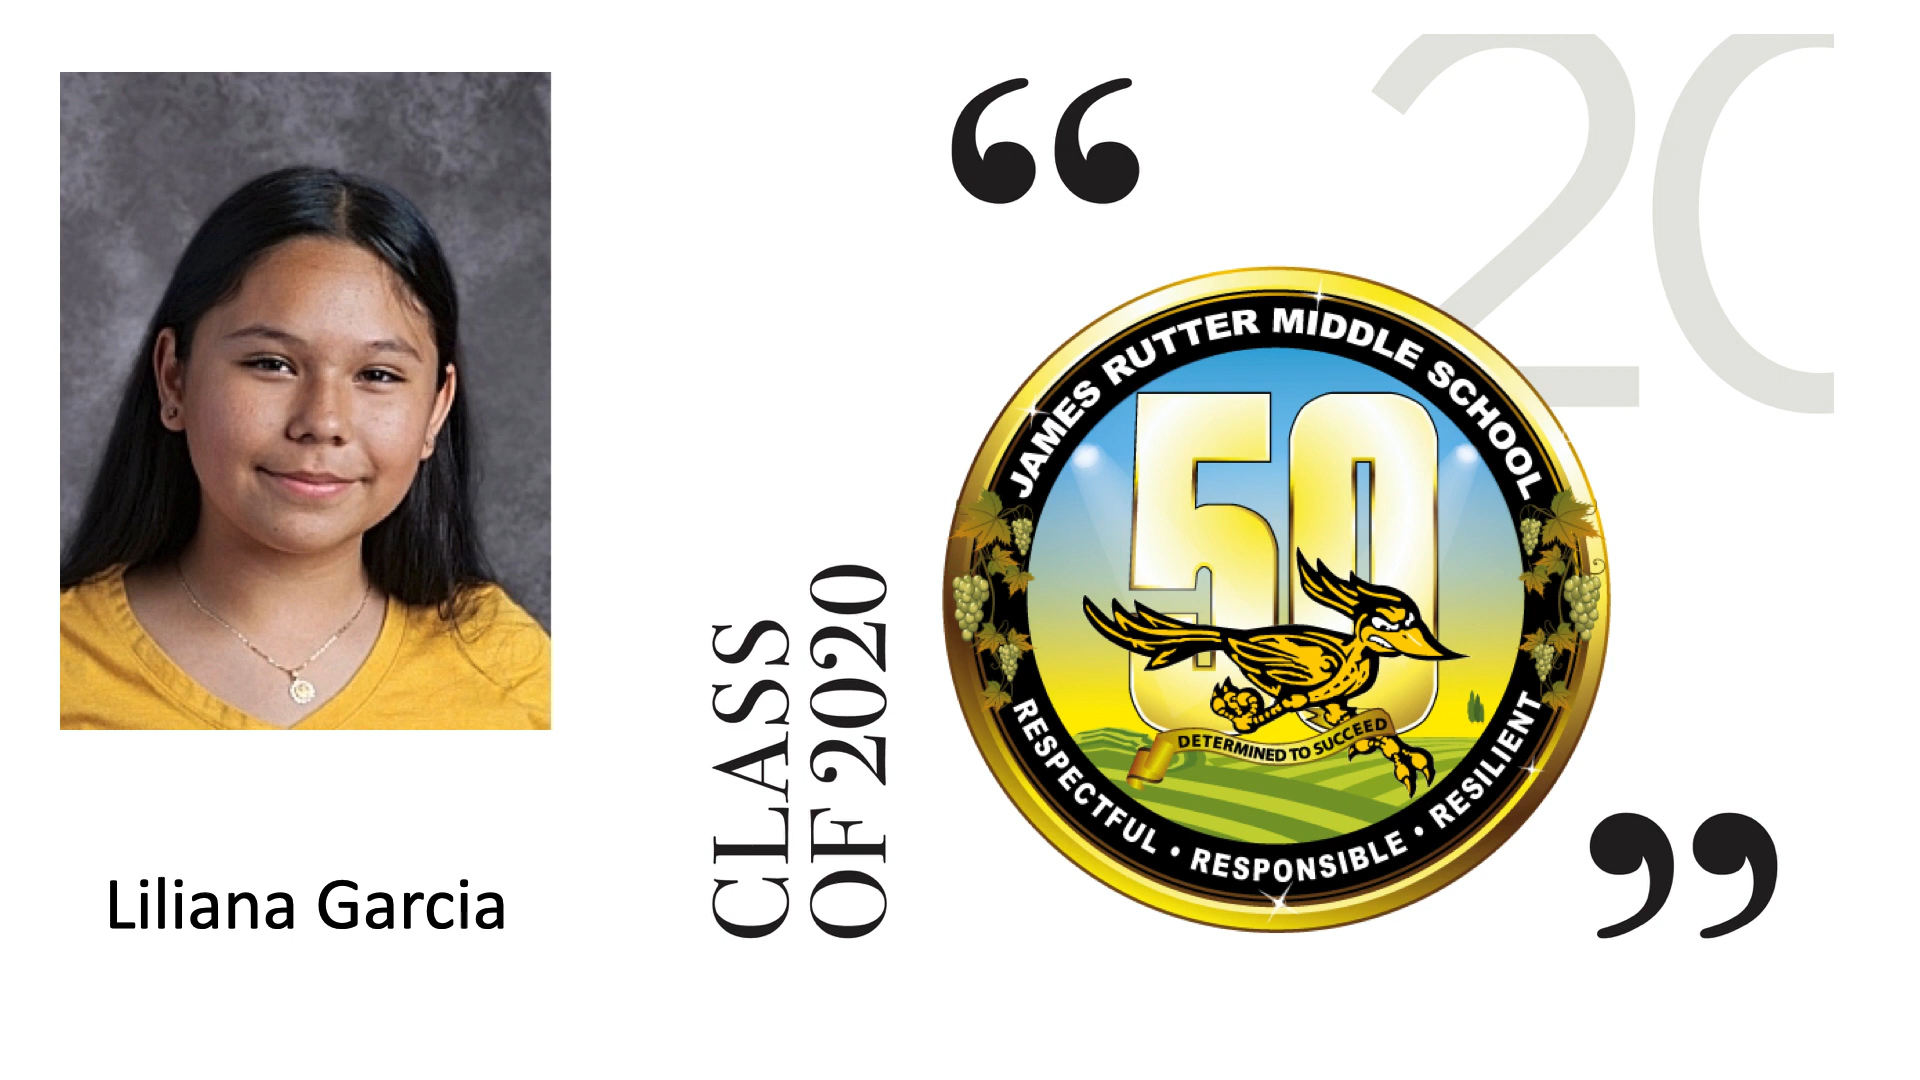 “
20
JAMES RUTTER MIDDLE SCHOOL
50
DETERMINED TO SUCCEED
RESPECTFUL • RESPONSIBLE • RESILIENT
CLASS
OF 2020
”
Liliana Garcia